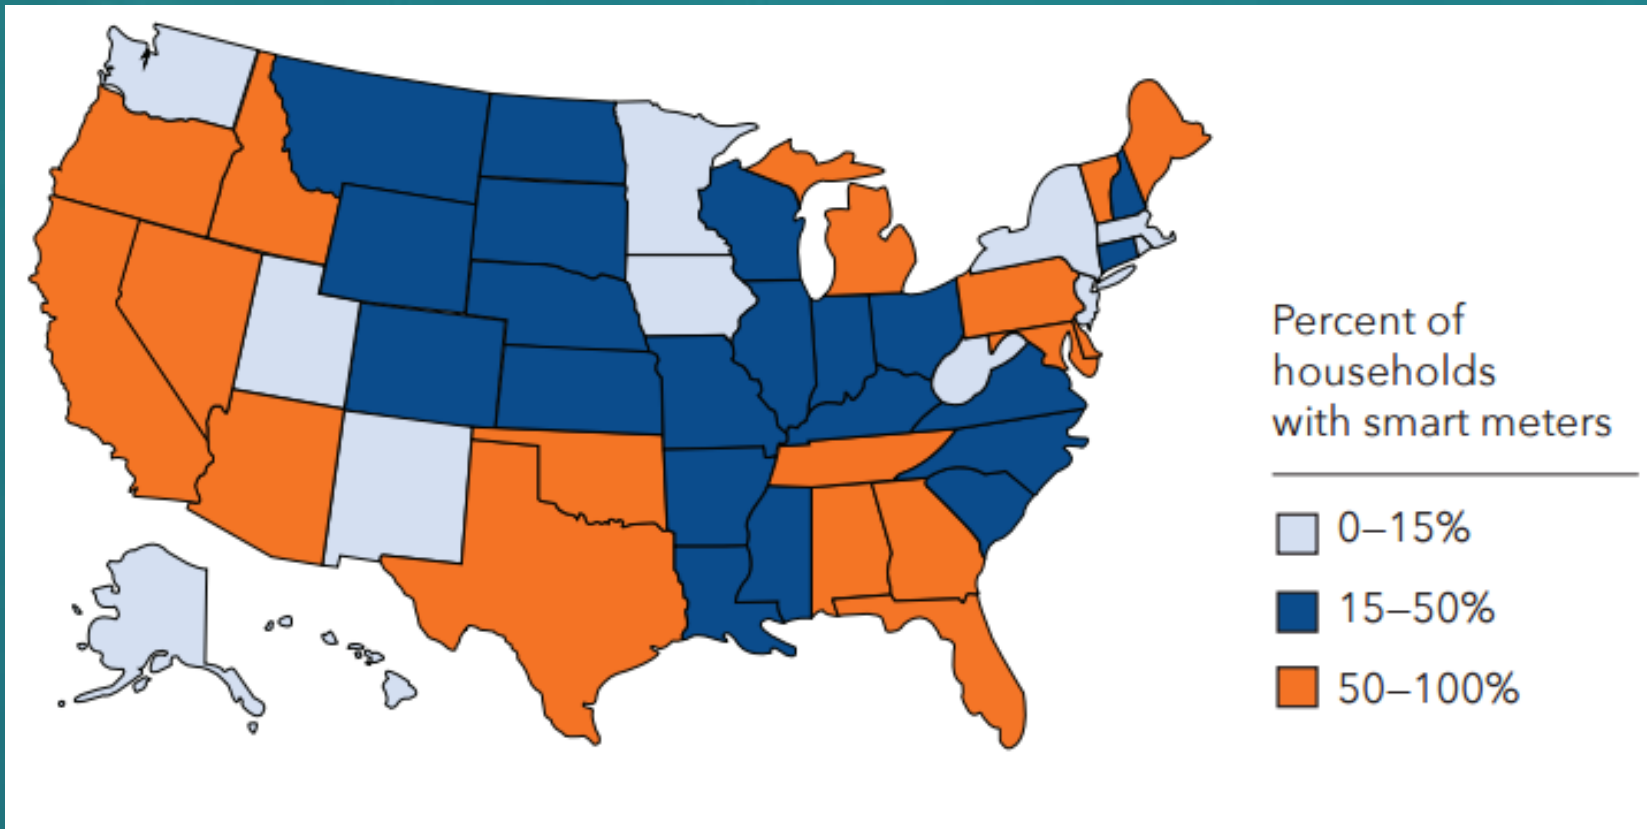 Percent of
households
with smart meters
0–15%
15–50%
50–100%